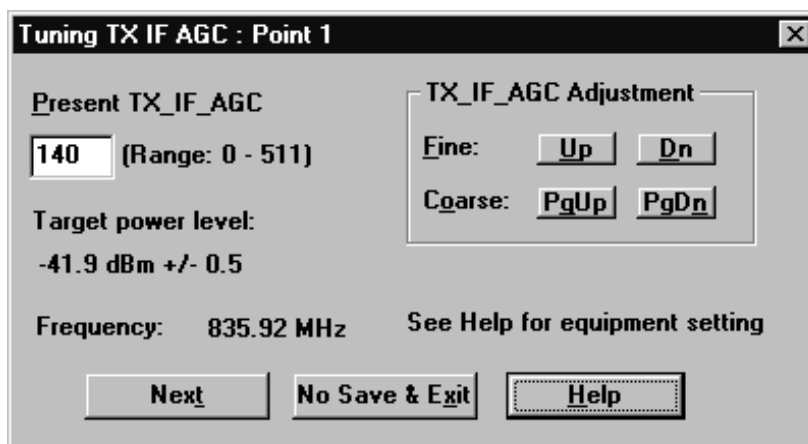 Tuning TX IF AGC : Point 1
Present TX_IF_AGC
140 (Range: 0 - 511)
Target power level:
-41.9 dBm +/- 0.5
Frequency: 835.92 MHz
TX_IF_AGC Adjustment
Fine: Up Dn
Coarse: PgUp PgDn
See Help for equipment setting
Next No Save & Exit Help